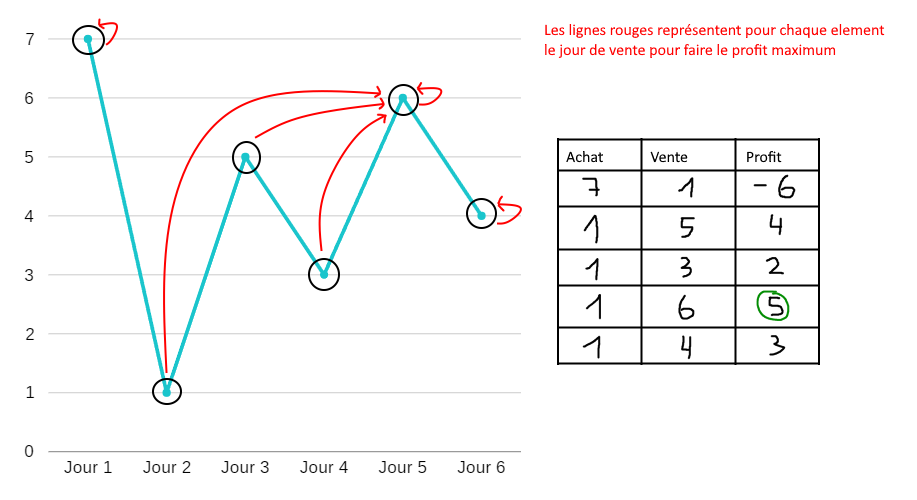 Les lignes rouges représentent pour chaque element
le jour de vente pour faire le profit maximum
7
6
5
4
3
2
1
0
Jour 1 Jour 2 Jour 3 Jour 4 Jour 5 Jour 6
Achat Vente Profit
7 1 -6
1 5 4
1 3 2
1 6 5
1 4 3